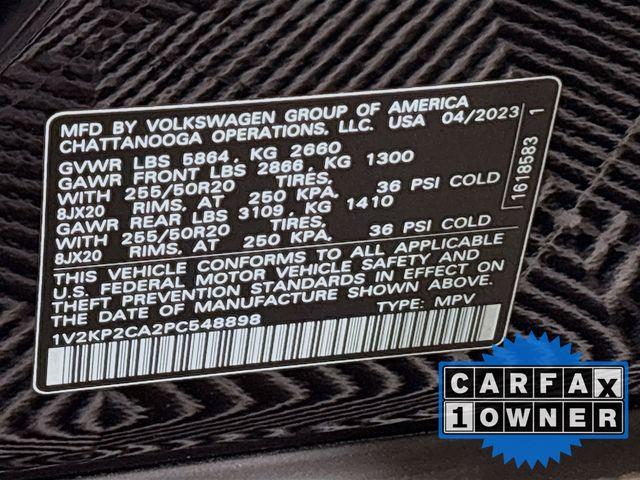 MFD BY VOLKSWAGEN GROUP OF AMERICA
CHATTANOOGA OPERATIONS, LLC. USA 04/2023
GVWR LBS 5864, KG 2660
GAWR FRONT LBS 2866, KG 1300
WITH 255/50R20 TIRES,
8JX20 RIMS, AT 250 KPA, 36 PSI COLD
GAWR REAR LBS 3109, KG 1410
WITH 255/50R20 TIRES,
8JX20 RIMS, AT 250 KPA, 36 PSI COLD
THIS VEHICLE CONFORMS TO ALL APPLICABLE
U.S. FEDERAL MOTOR VEHICLE SAFETY AND
THEFT PREVENTION STANDARDS IN EFFECT ON
THE DATE OF MANUFACTURE SHOWN ABOVE.
1V2KP2CA2PC548898 TYPE: MPV
1618583 1
CARFAX
1 OWNER